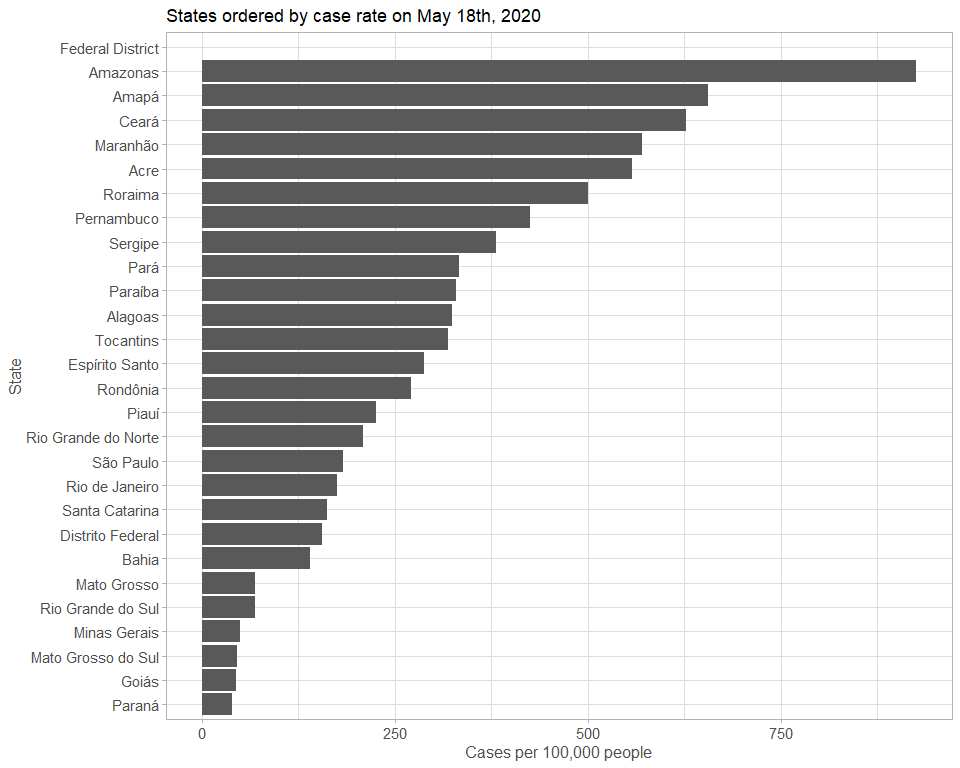 States ordered by case rate on May 18th, 2020
Federal District
Amazonas
Amapá
Ceará
Maranhão
Acre
Roraima
Pernambuco
Sergipe
Pará
Paraíba
Alagoas
Tocantins
Espírito Santo
Rondônia
Piauí
Rio Grande do Norte
São Paulo
Rio de Janeiro
Santa Catarina
Distrito Federal
Bahia
Mato Grosso
Rio Grande do Sul
Minas Gerais
Mato Grosso do Sul
Goiás
Paraná
State
0 250 500 750
Cases per 100,000 people